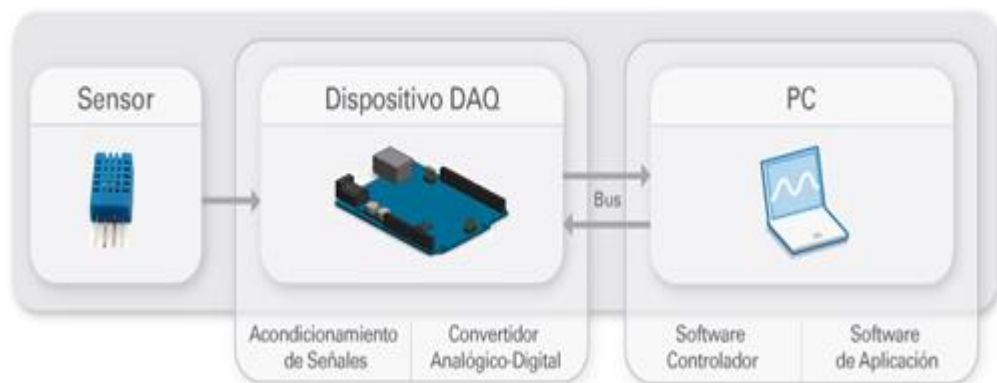 Sensor
Dispositivo DAQ
PC
Bus
Acondicionamiento
de Señales
Convertidor
Analógico-Digital
Software
Controlador
Software
de Aplicación